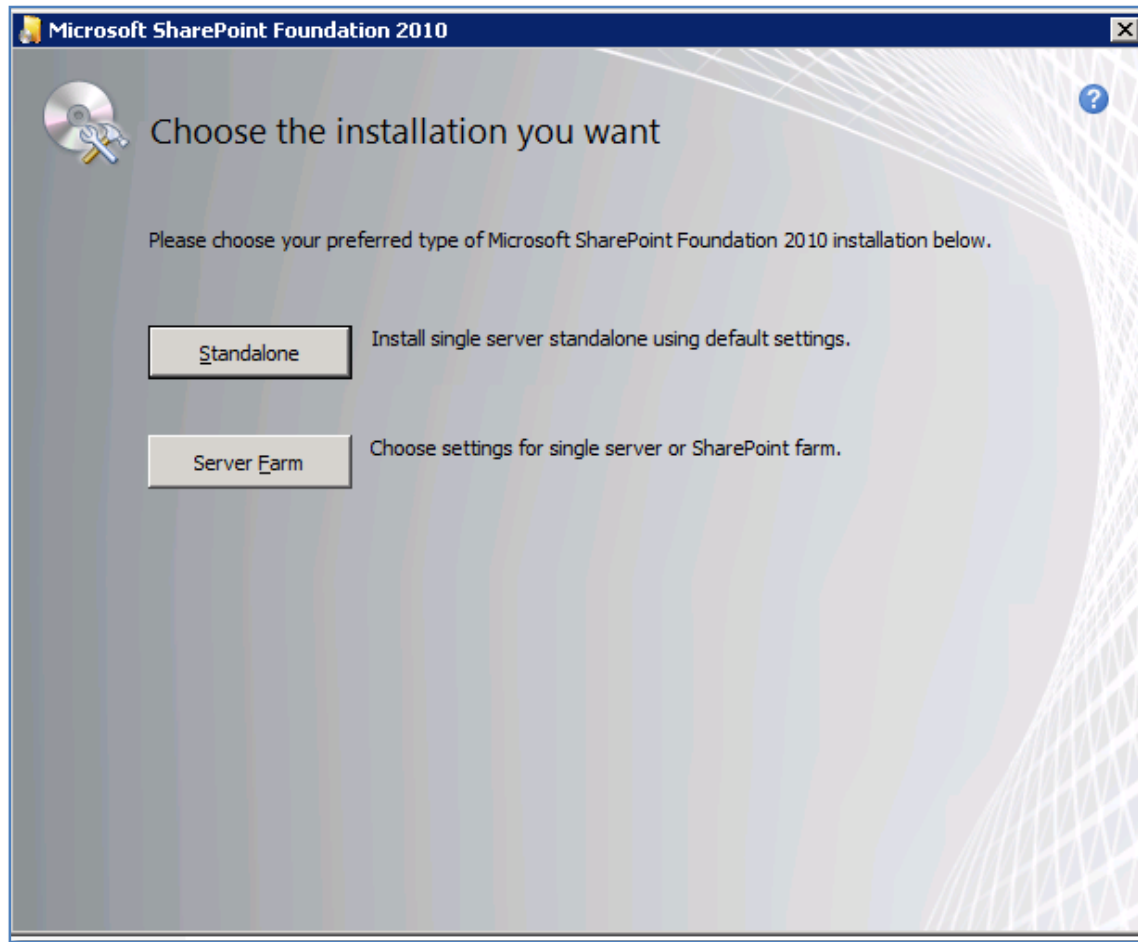 Microsoft SharePoint Foundation 2010
?
Choose the installation you want
Please choose your preferred type of Microsoft SharePoint Foundation 2010 installation below.
Standalone
Install single server standalone using default settings.
Server Farm
Choose settings for single server or SharePoint farm.